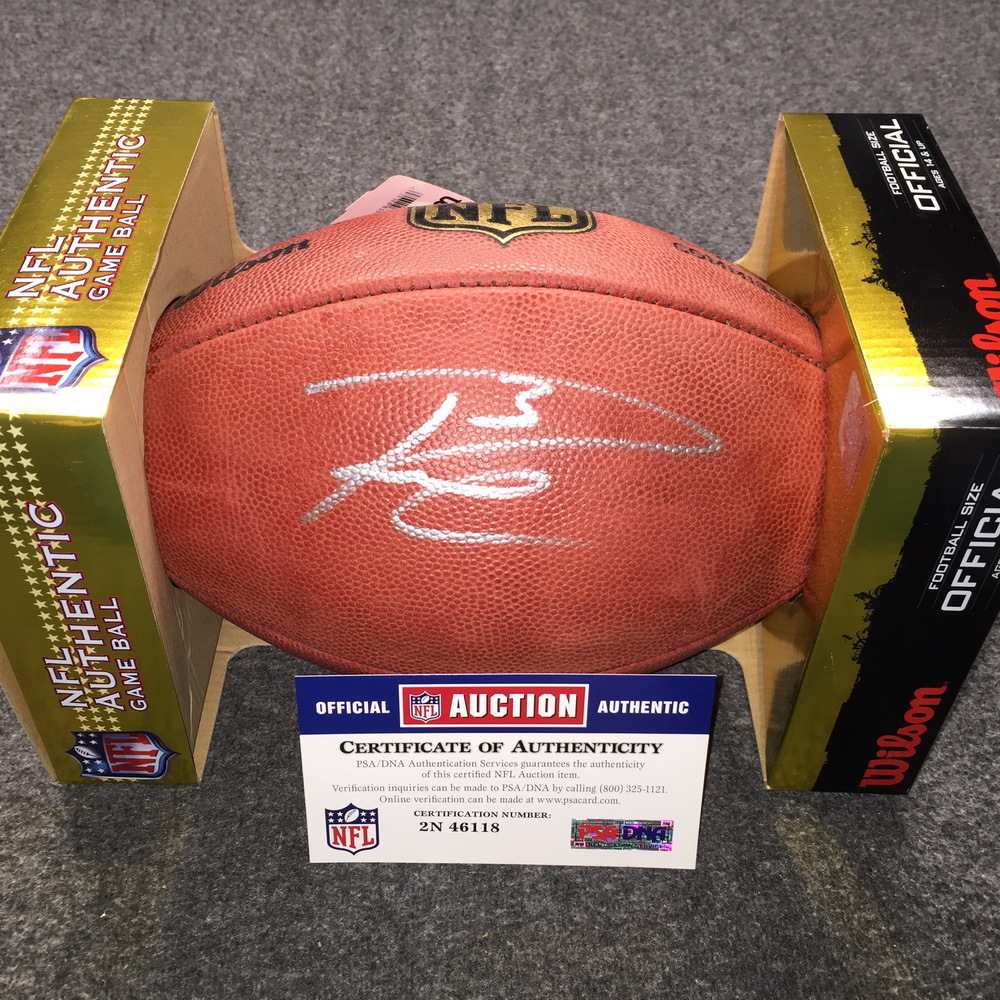 NFL
AUTHENTIC
GAME BALL
NFL
NFL
AUTHENTIC
GAME BALL
NFL
NFL
3
FOOTBALL SIZE
OFFICIAL
AGES 14 & UP
Wilson
FOOTBALL SIZE
OFFICIA
Wilson
OFFICIAL NFL AUCTION AUTHENTIC
CERTIFICATE OF AUTHENTICITY
PSA/DNA Authentication Services guarantees the authenticity
of this certified NFL Auction item.
Verification inquiries can be made to PSA/DNA by calling (800) 325-1121.
Online verification can be made at www.psacard.com.
CERTIFICATION NUMBER:
2N 46118
NFL
PSA DNA